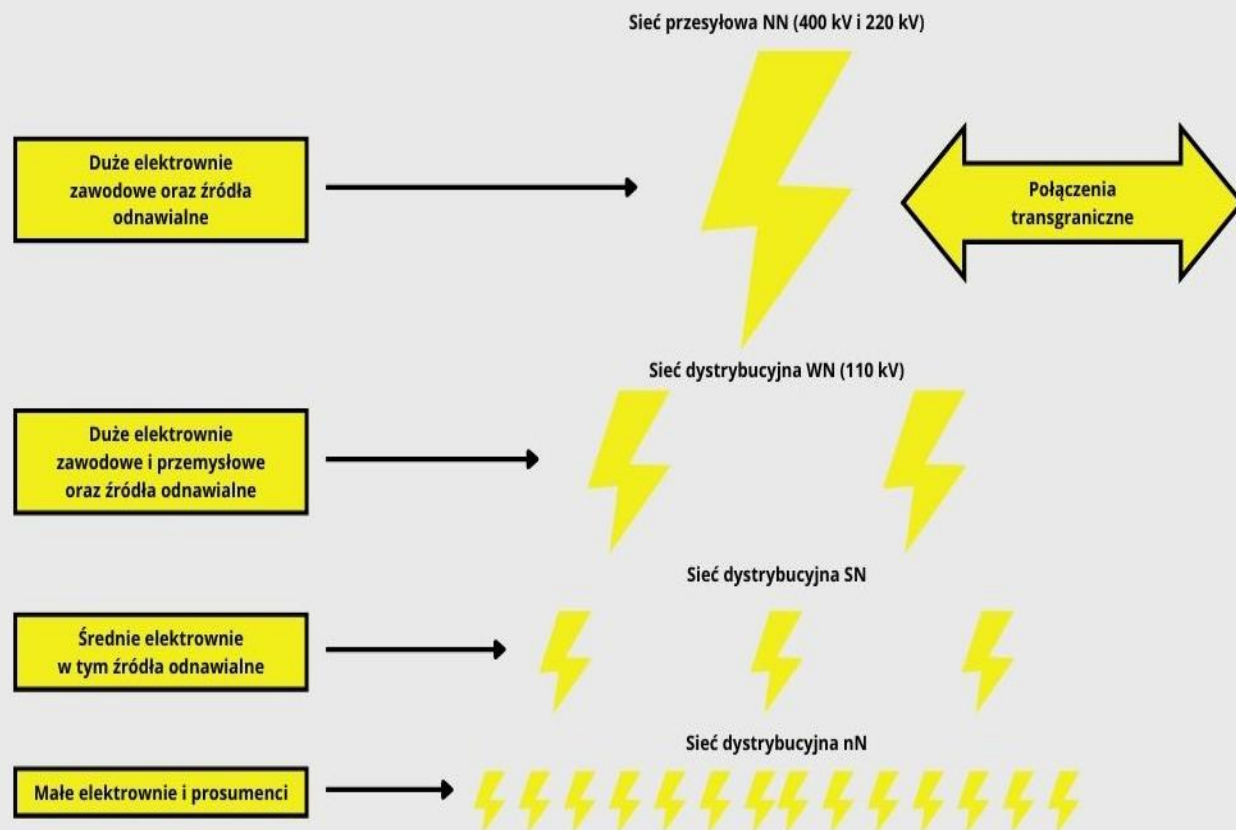 Sieć przesyłowa NN (400 kV i 220 kV)
Duże elektrownie
zawodowe oraz źródła
odnawialne
Połączenia
transgraniczne
Sieć dystrybucyjna WN (110 kV)
Duże elektrownie
zawodowe i przemysłowe
oraz źródła odnawialne
Sieć dystrybucyjna SN
Średnie elektrownie
w tym źródła odnawialne
Sieć dystrybucyjna nN
Małe elektrownie i prosumenci